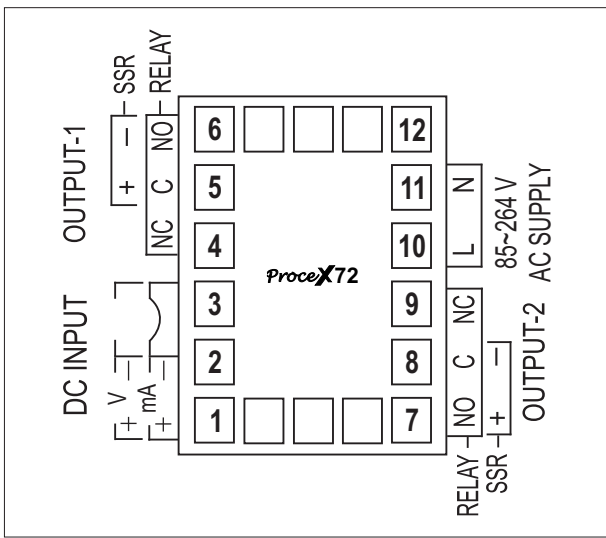 SSR
RELAY
OUTPUT-1
+ −
NC C NO
6
5
4
3
2
1
12
11
10
9
8
7
ProceX72
DC INPUT
+ V −
+ mA −
L N
85~264 V
AC SUPPLY
NO C NC
+ −
OUTPUT-2
RELAY
SSR